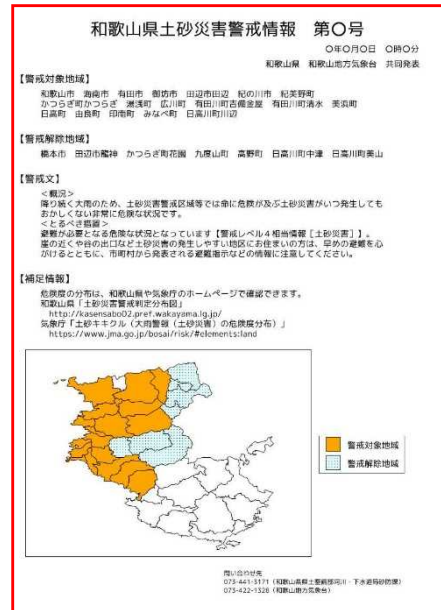 和歌山県土砂災害警戒情報　第〇号
〇年〇月〇日　〇時〇分
和歌山県　和歌山地方気象台　共同発表
【警戒対象地域】
和歌山市　海南市　有田市　御坊市　田辺市田辺　紀の川市　紀美野町
かつらぎ町かつらぎ　湯浅町　広川町　有田川町吉備金屋　有田川町清水　美浜町
日高町　由良町　印南町　みなべ町　日高川町川辺
【警戒解除地域】
橋本市　田辺市龍神　かつらぎ町花園　九度山町　高野町　日高川町中津　日高川町美山
【警戒文】
＜概況＞
降り続く大雨のため、土砂災害警戒区域等では命に危険が及ぶ土砂災害がいつ発生しても
おかしくない非常に危険な状況です。
＜とるべき措置＞
避難が必要となる危険な状況となっています【警戒レベル４相当情報［土砂災害］】。
崖の近くや谷の出口など土砂災害の発生しやすい地区にお住まいの方は、早めの避難を心
がけるとともに、市町村から発表される避難指示などの情報に注意してください。
【補足情報】
危険度の分布は、和歌山県や気象庁のホームページで確認できます。
和歌山県「土砂災害警戒判定分布図」
http://kasensabo02.pref.wakayama.lg.jp/
気象庁「土砂キキクル（大雨警報（土砂災害）の危険度分布）」
https://www.jma.go.jp/bosai/risk/#elements:land
警戒対象地域
警戒解除地域
問い合わせ先
073-441-3171（和歌山県県土整備部河川・下水道局砂防課）
073-422-1328（和歌山地方気象台）